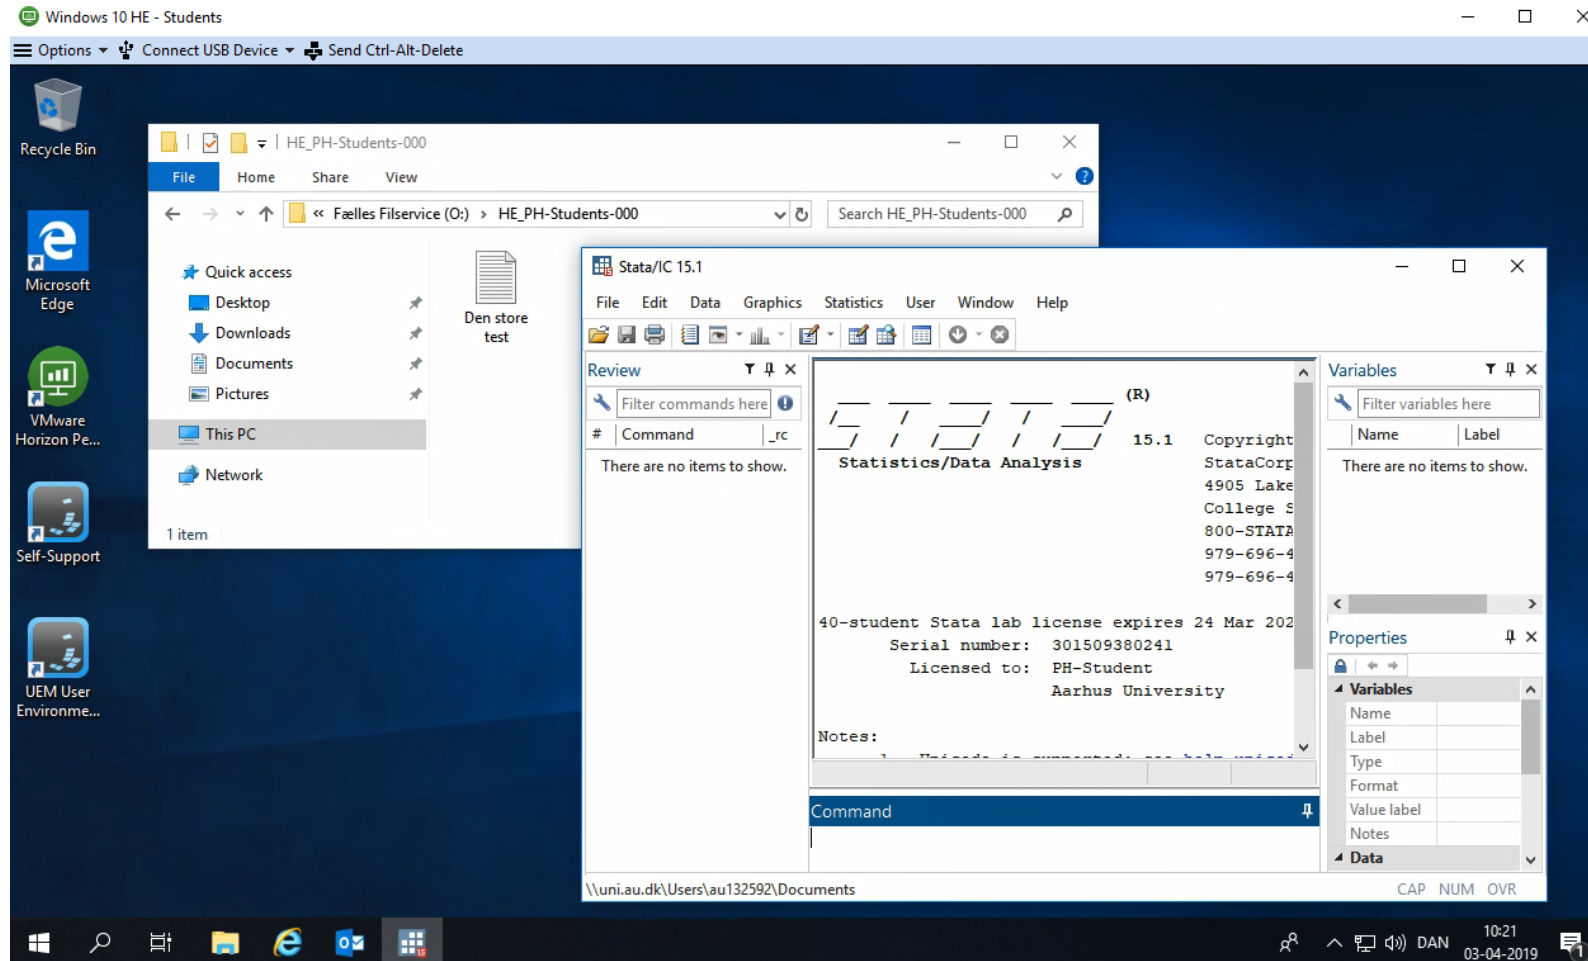 Windows 10 HE - Students
Options Connect USB Device Send Ctrl-Alt-Delete
Recycle Bin
Microsoft
Edge
VMware
Horizon Pe...
Self-Support
UEM User
Environme...
HE_PH-Students-000
File Home Share View
« Fælles Filservice (O:) > HE_PH-Students-000
Search HE_PH-Students-000
Quick access
Desktop
Downloads
Documents
Pictures
This PC
Network
Den store
test
1 item
Stata/IC 15.1
File Edit Data Graphics Statistics User Window Help
Review
Filter commands here
# Command _rc
There are no items to show.
(R)
15.1 Copyright
Statistics/Data Analysis StataCorp
4905 Lake
College S
800-STATA
979-696-4
979-696-4
40-student Stata lab license expires 24 Mar 202
Serial number: 301509380241
Licensed to: PH-Student
Aarhus University
Notes:
Command
\\uni.au.dk\Users\au132592\Documents
Variables
Filter variables here
Name Label
There are no items to show.
Properties
Variables
Name
Label
Type
Format
Value label
Notes
Data
CAP NUM OVR
DAN
10:21
03-04-2019
1